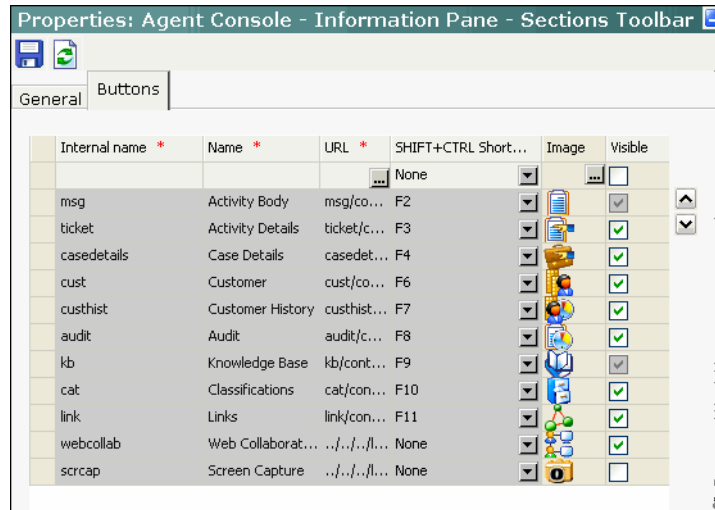 Properties: Agent Console - Information Pane - Sections Toolbar
General Buttons
Internal name * Name * URL * SHIFT+CTRL Short... Image Visible
... None ...
msg Activity Body msg/co... F2
ticket Activity Details ticket/c... F3
casedetails Case Details casedet... F4
cust Customer cust/co... F6
custhist Customer History custhist... F7
audit Audit audit/c... F8
kb Knowledge Base kb/cont... F9
cat Classifications cat/con... F10
link Links link/con... F11
webcollab Web Collaborat... ../../../l... None
scrcap Screen Capture ../../../l... None